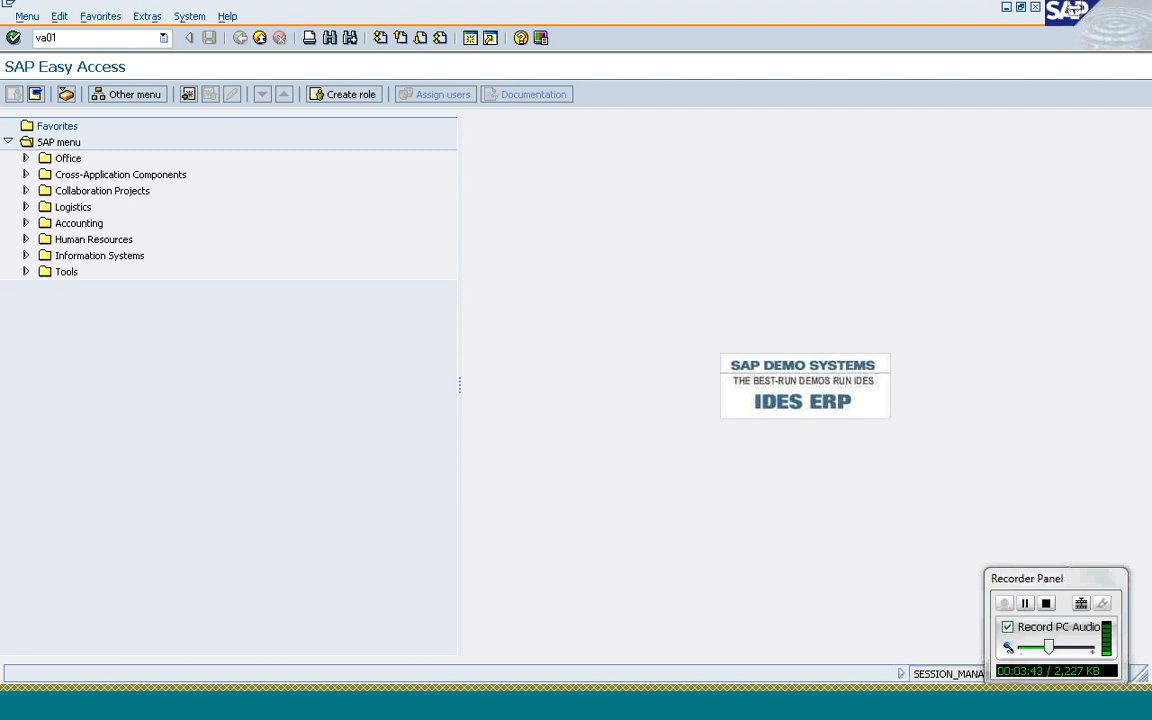 Menu Edit Favorites Extras System Help
SAP
va01
SAP Easy Access
Other menu Create role Assign users Documentation
Favorites
SAP menu
Office
Cross-Application Components
Collaboration Projects
Logistics
Accounting
Human Resources
Information Systems
Tools
SAP DEMO SYSTEMS
THE BEST-RUN DEMOS RUN IDES
IDES ERP
Recorder Panel
Record PC Audio
- +
00:03:43 / 2,227 KB
SESSION_MANA